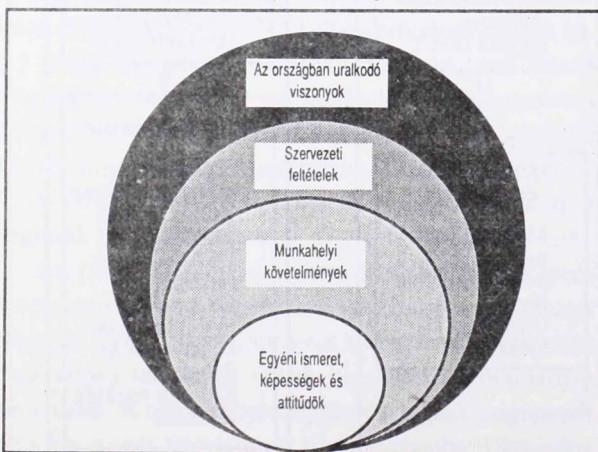 Az országban uralkodó
viszonyok
Szervezeti
feltételek
Munkahelyi
követelmények
Egyéni ismeret,
képességek és
attitűdök